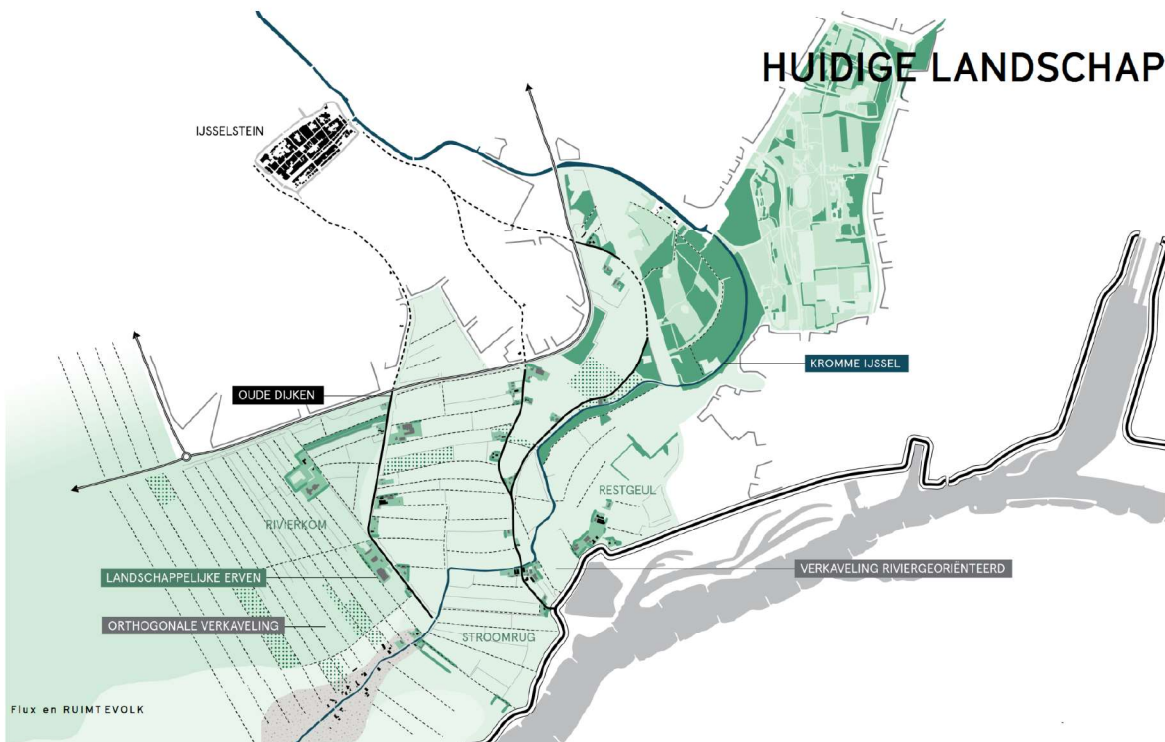 HUIDIGE LANDSCHAP
IJSSELSTEIN
KROMME IJSSEL
OUDE DIJKEN
RESTGEUL
RIVIERKOM
VERKAVELING RIVIERGEORIËNTEERD
LANDSCHAPPELIJKE ERVEN
ORTHOGONALE VERKAVELING
STROOMRUG
Flux en RUIMTEVOLK